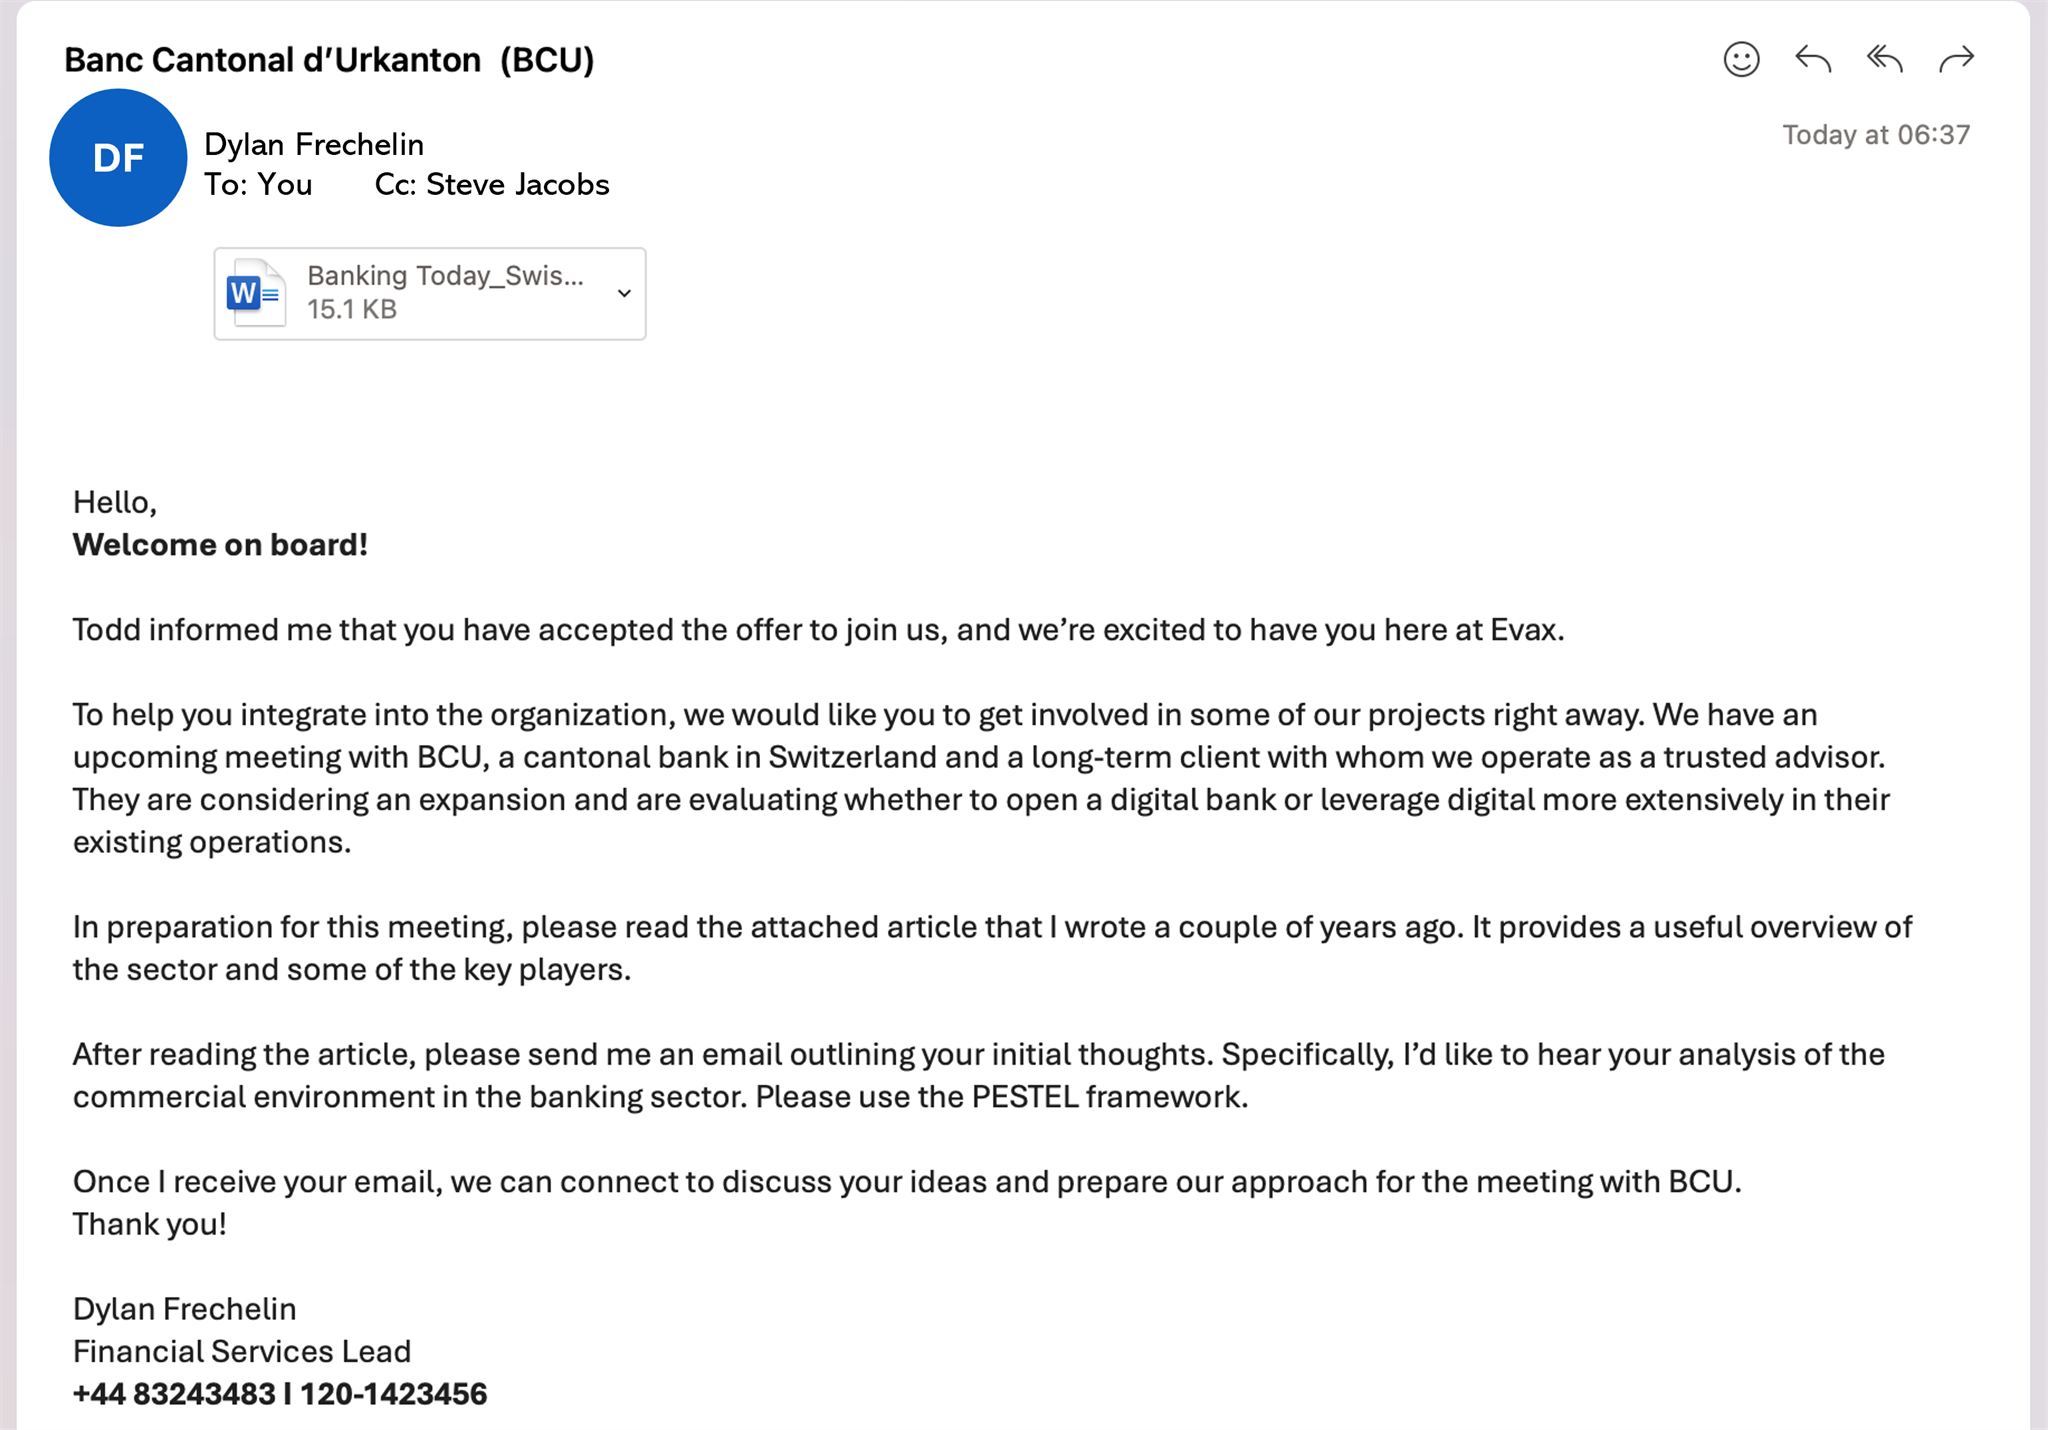 Banc Cantonal d’Urkanton (BCU)
DF
Dylan Frechelin
To: You Cc: Steve Jacobs
Today at 06:37
W
Banking Today_Swis...
15.1 KB
Hello,
Welcome on board!
Todd informed me that you have accepted the offer to join us, and we’re excited to have you here at Evax.
To help you integrate into the organization, we would like you to get involved in some of our projects right away. We have an
upcoming meeting with BCU, a cantonal bank in Switzerland and a long-term client with whom we operate as a trusted advisor.
They are considering an expansion and are evaluating whether to open a digital bank or leverage digital more extensively in their
existing operations.
In preparation for this meeting, please read the attached article that I wrote a couple of years ago. It provides a useful overview of
the sector and some of the key players.
After reading the article, please send me an email outlining your initial thoughts. Specifically, I’d like to hear your analysis of the
commercial environment in the banking sector. Please use the PESTEL framework.
Once I receive your email, we can connect to discuss your ideas and prepare our approach for the meeting with BCU.
Thank you!
Dylan Frechelin
Financial Services Lead
+44 83243483 l 120-1423456